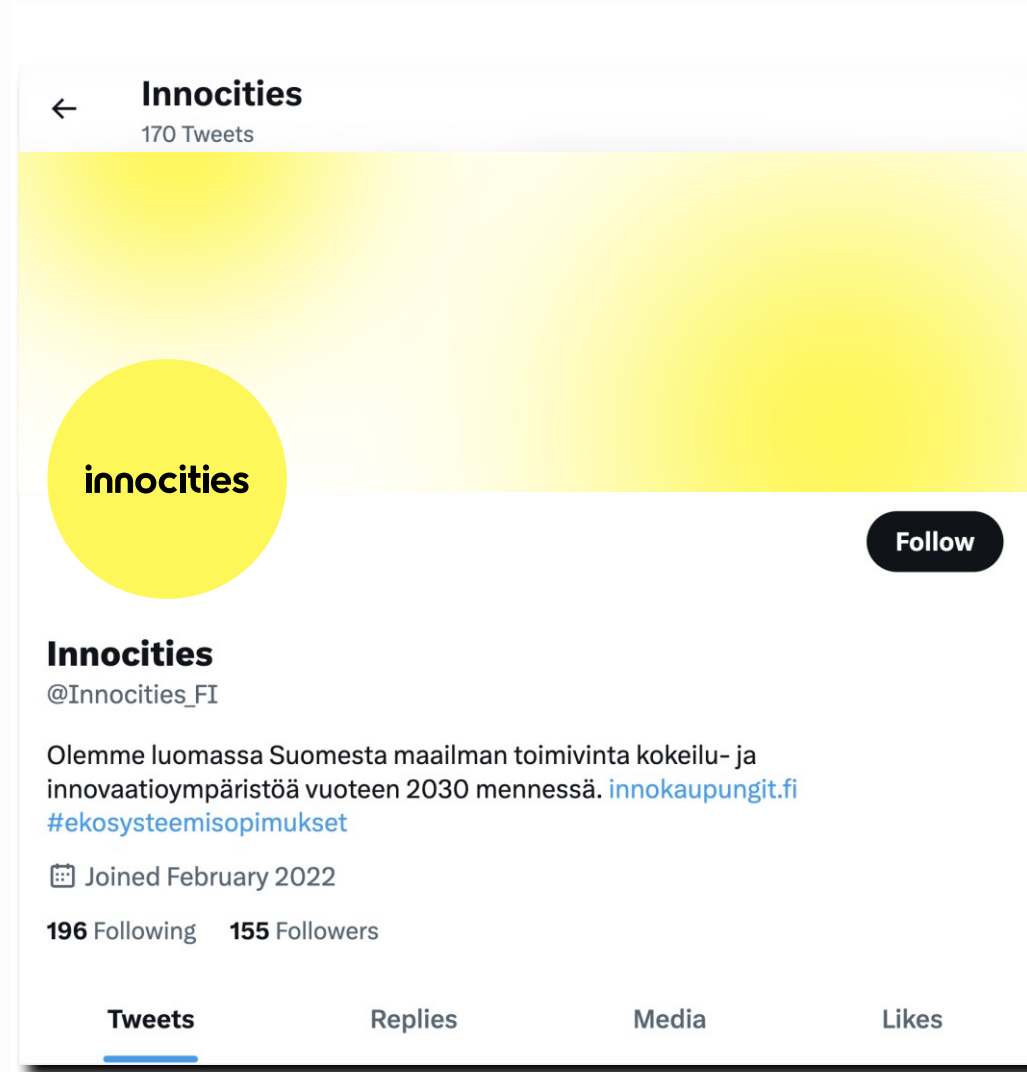 Innocities
170 Tweets
innocities
Follow
Innocities
@Innocities_FI
Olemme luomassa Suomesta maailman toimivinta kokeilu- ja
innovaatioympäristöä vuoteen 2030 mennessä. innokaupungit.fi
#ekosysteemisopimukset
Joined February 2022
196 Following 155 Followers
Tweets Replies Media Likes